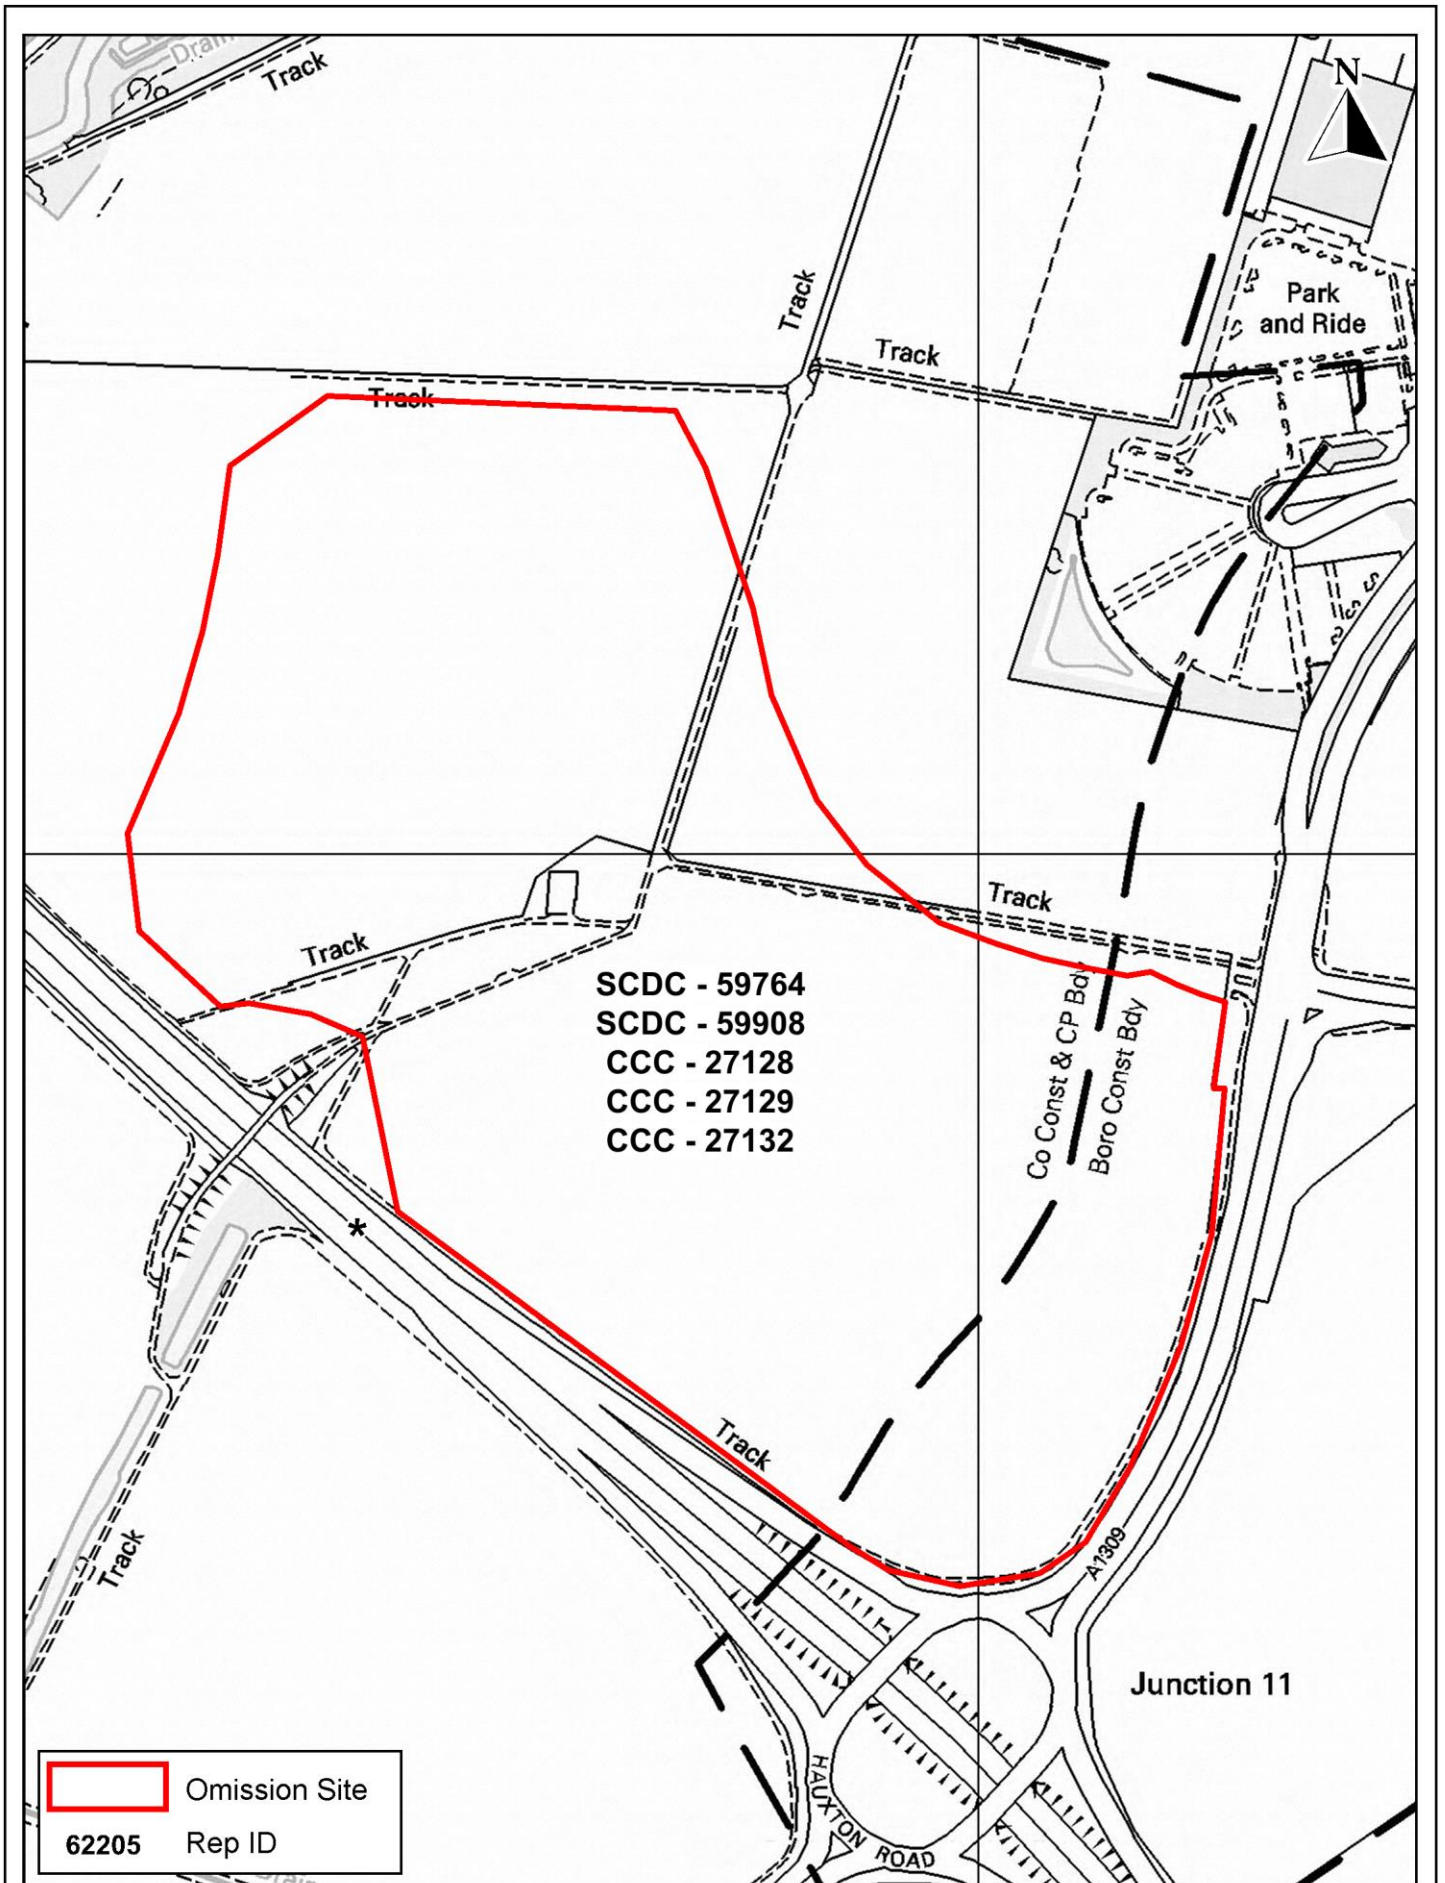 Drain
Track
N
Park
and Ride
Track
Track
Track
Track
Track
SCDC - 59764
SCDC - 59908
CCC - 27128
CCC - 27129
CCC - 27132
Co Const & CP Bdy
Boro Const Bdy
*
Track
Track
A1309
Junction 11
HAUXTON ROAD
Omission Site
62205 Rep ID